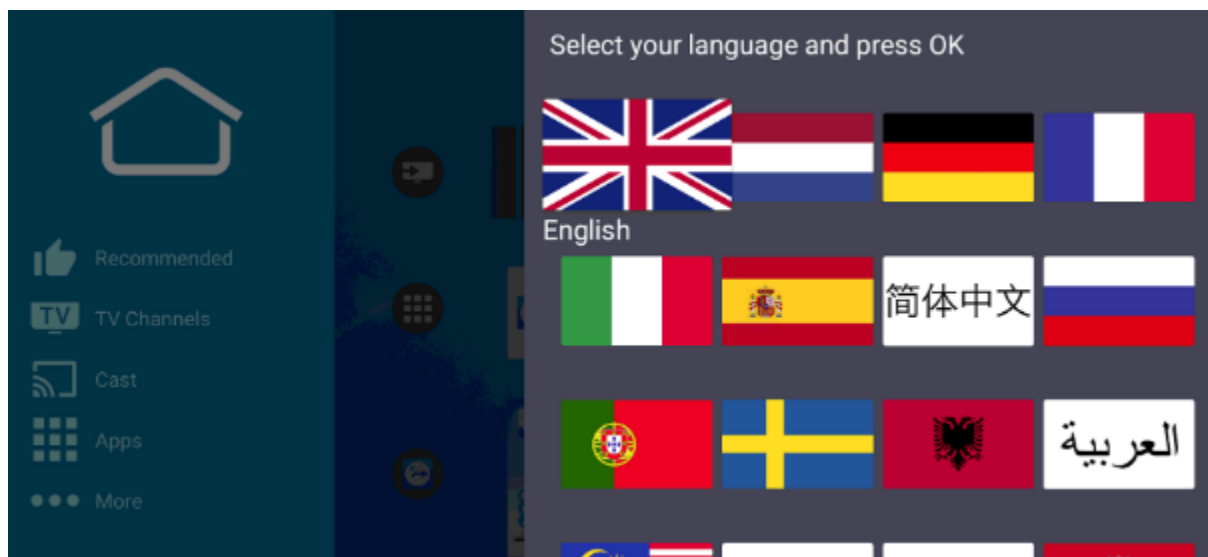 Select your language and press OK
English
简体中文
العربية
Recommended
TV TV Channels
Cast
Apps
More